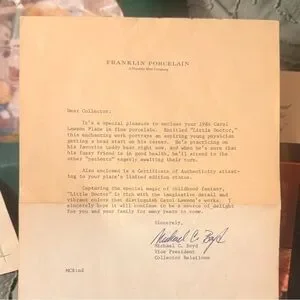 FRANKLIN PORCELAIN
A Franklin Mint Company
Dear Collector:
It's a special pleasure to enclose your 1984 Carol
Lawson Plate in fine porcelain. Entitled "Little Doctor,"
this enchanting work portrays an aspiring young physician
getting a head start on his career. He's practicing on
his favorite teddy bear right now. And when he's sure that
his furry friend is in good health, he'll attend to the
other "patients" eagerly awaiting their turn.
Also enclosed is a Certificate of Authenticity attest-
ing to your plate's limited edition status.
Capturing the special magic of childhood fantasy,
"Little Doctor" is rich with the imaginative detail and
vibrant colors that distinguish Carol Lawson's works. I
sincerely hope it will continue to be a source of delight
for you and your family for many years to come.
Sincerely,
Michael C. Boyd
Michael C. Boyd
Vice President
Collector Relations
MCB:md